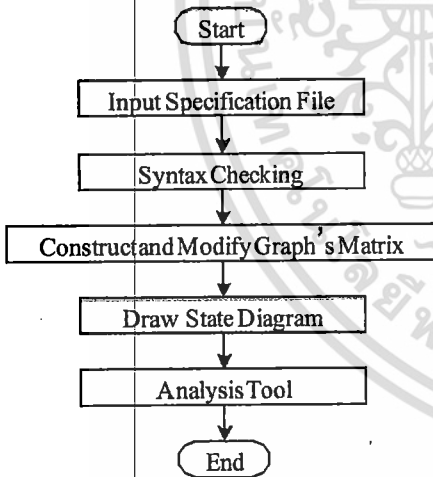 Start
Input Specification File
Syntax Checking
Construct and Modify Graph's Matrix
Draw State Diagram
Analysis Tool
End